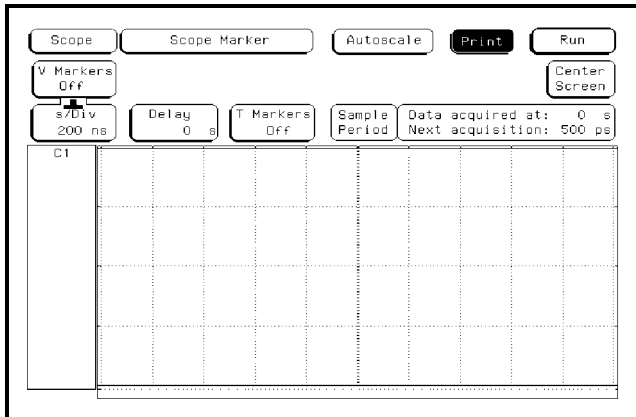 Scope Scope Marker Autoscale Print Run
V Markers Off
Center Screen
s/Div 200 ns
Delay 0 s
T Markers Off
Sample Period
Data acquired at: 0 s
Next acquisition: 500 ps
C1